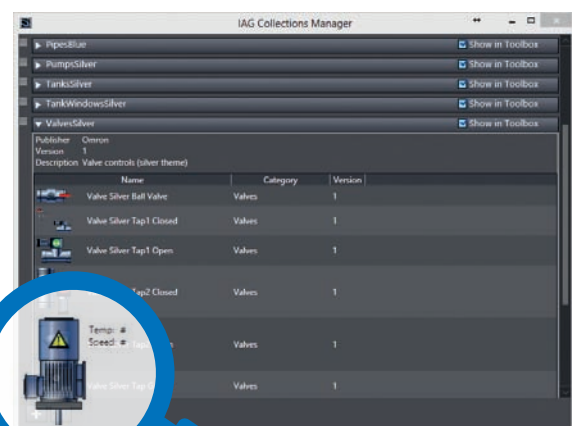 IAG Collections Manager
PipesBlue Show in Toolbox
PumpsSilver Show in Toolbox
TanksSilver Show in Toolbox
TankWindowsSilver Show in Toolbox
ValvesSilver Show in Toolbox
Publisher Omron
Version 1
Description Valve controls (silver theme)
Name Category Version
Valve Silver Ball Valve Valves 1
Valve Silver Tap1 Closed Valves 1
Valve Silver Tap1 Open Valves 1
Tap2 Closed Valves 1
Temp: #
Speed: #
Valves 1
Valve Silver Tap Valves 1